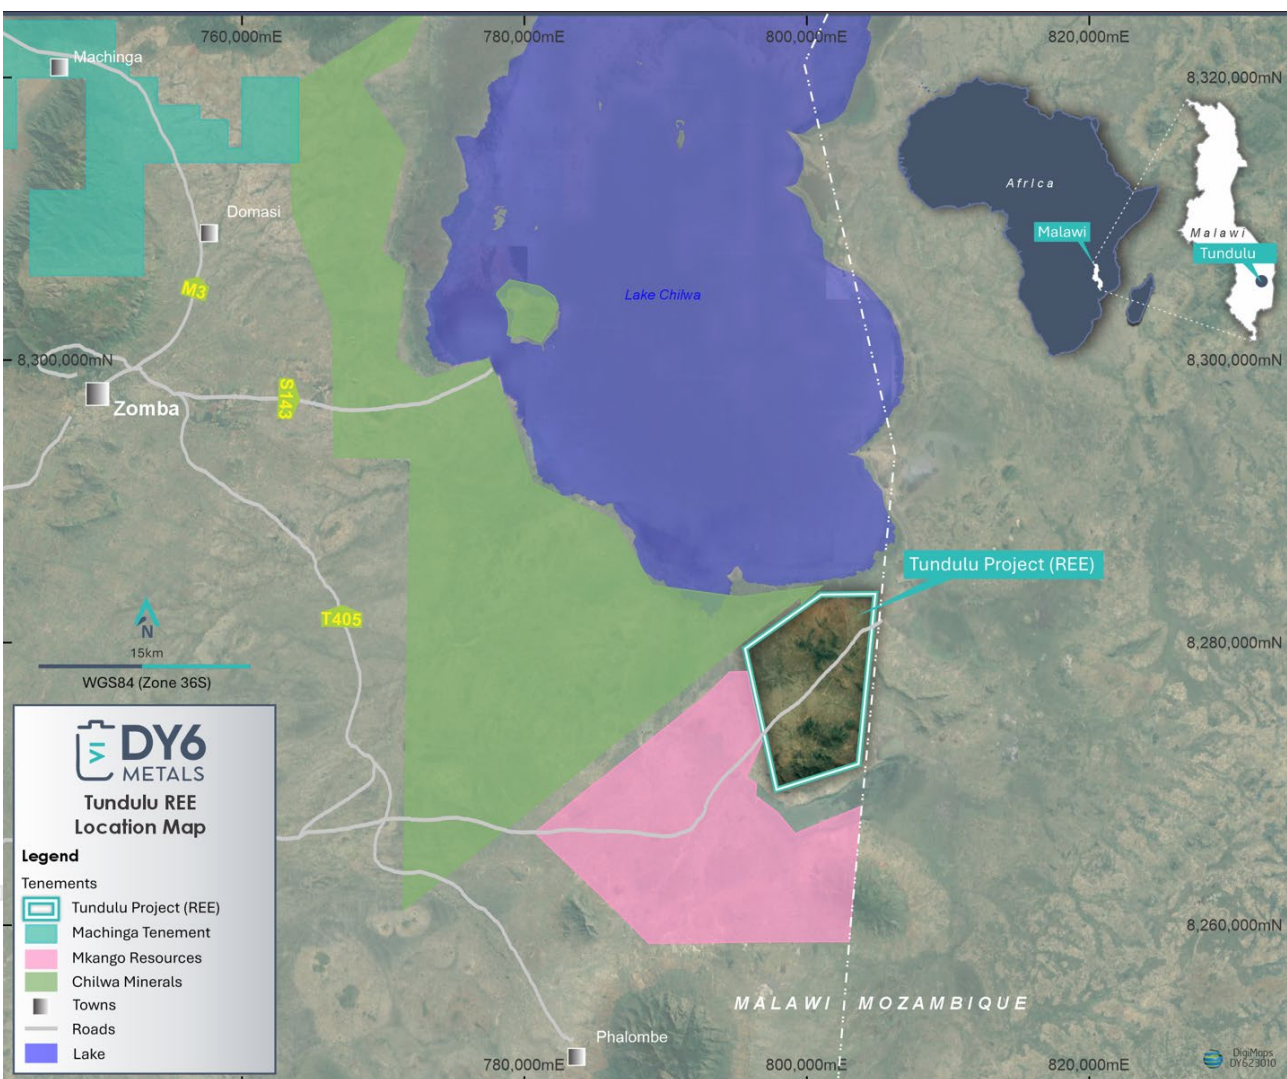 760,000mE
780,000mE
800,000mE
820,000mE
Machinga
8,320,000mN
Africa
Domasi
Malawi
Malawi
Tundulu
M3
Lake Chilwa
8,300,000mN
8,300,000mN
S143
Zomba
Tundulu Project (REE)
T405
N
15km
WGS84 (Zone 36S)
8,280,000mN
DY6
METALS
Tundulu REE
Location Map
Legend
Tenements
Tundulu Project (REE)
Machinga Tenement
Mkango Resources
Chilwa Minerals
Towns
Roads
Lake
8,260,000mN
MALAWI
MOZAMBIQUE
Phalombe
780,000mE
800,000mE
820,000mE
DigiMaps
DY623010